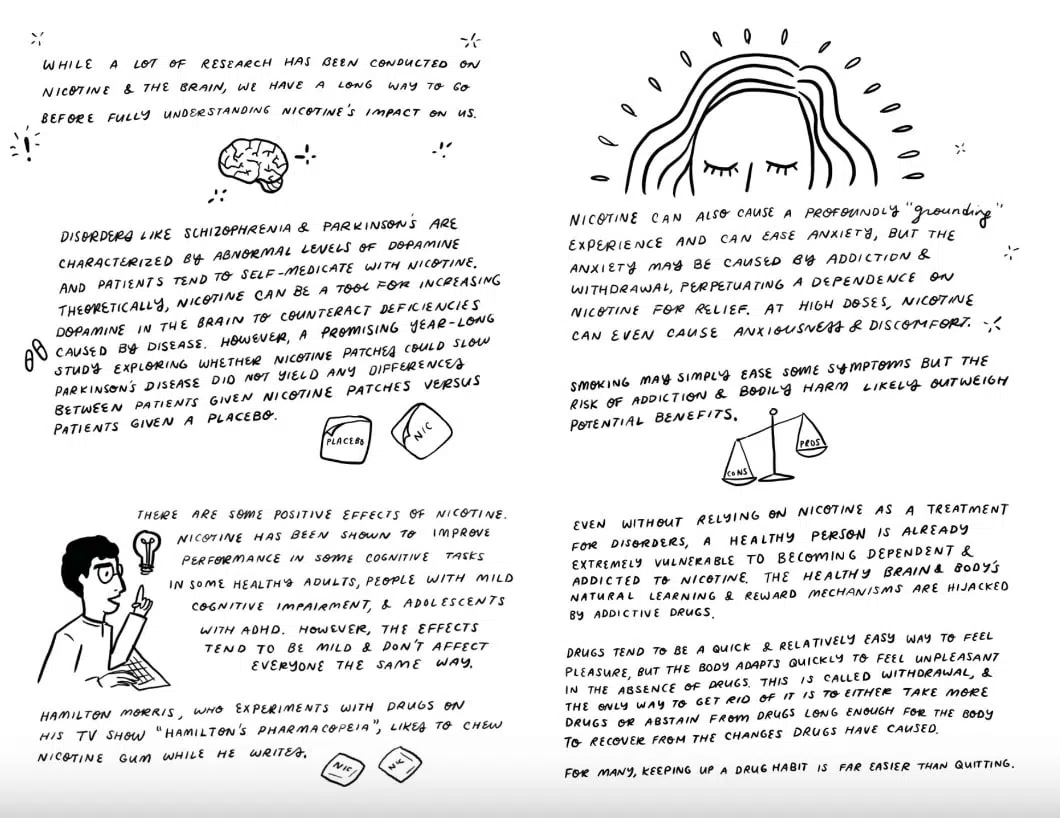 WHILE A LOT OF RESEARCH HAS BEEN CONDUCTED ON
NICOTINE & THE BRAIN, WE HAVE A LONG WAY TO GO
BEFORE FULLY UNDERSTANDING NICOTINE'S IMPACT ON US.
DISORDERS LIKE SCHIZOPHRENIA & PARKINSON'S ARE
CHARACTERIZED BY ABNORMAL LEVELS OF DOPAMINE
AND PATIENTS TEND TO SELF-MEDICATE WITH NICOTINE.
THEORETICALLY, NICOTINE CAN BE A TOOL FOR INCREASING
DOPAMINE IN THE BRAIN TO COUNTERACT DEFICIENCIES
CAUSED BY DISEASE. HOWEVER, A PROMISING YEAR-LONG
STUDY EXPLORING WHETHER NICOTINE PATCHES COULD SLOW
PARKINSON'S DISEASE DID NOT YIELD ANY DIFFERENCES
BETWEEN PATIENTS GIVEN NICOTINE PATCHES VERSUS
PATIENTS GIVEN A PLACEBO.
PLACEBO
NIC
THERE ARE SOME POSITIVE EFFECTS OF NICOTINE.
NICOTINE HAS BEEN SHOWN TO IMPROVE
PERFORMANCE IN SOME COGNITIVE TASKS
IN SOME HEALTHY ADULTS, PEOPLE WITH MILD
COGNITIVE IMPAIRMENT, & ADOLESCENTS
WITH ADHD. HOWEVER, THE EFFECTS
TEND TO BE MILD & DON'T AFFECT
EVERYONE THE SAME WAY.
HAMILTON MORRIS, WHO EXPERIMENTS WITH DRUGS ON
HIS TV SHOW "HAMILTON'S PHARMACOPEIA", LIKES TO CHEW
NICOTINE GUM WHILE HE WRITES.
NIC
NIC
NICOTINE CAN ALSO CAUSE A PROFOUNDLY "grounding"
EXPERIENCE AND CAN EASE ANXIETY, BUT THE
ANXIETY MAY BE CAUSED BY ADDICTION &
WITHDRAWAL, PERPETUATING A DEPENDENCE ON
NICOTINE FOR RELIEF. AT HIGH DOSES, NICOTINE
CAN EVEN CAUSE ANXIOUSNESS & DISCOMFORT.
SMOKING MAY SIMPLY EASE SOME SYMPTOMS BUT THE
RISK OF ADDICTION & BODILY HARM LIKELY OUTWEIGH
POTENTIAL BENEFITS.
CONS
PROS
EVEN WITHOUT RELYING ON NICOTINE AS A TREATMENT
FOR DISORDERS, A HEALTHY PERSON IS ALREADY
EXTREMELY VULNERABLE TO BECOMING DEPENDENT &
ADDICTED TO NICOTINE. THE HEALTHY BRAIN & BODY'S
NATURAL LEARNING & REWARD MECHANISMS ARE HIJACKED
BY ADDICTIVE DRUGS.
DRUGS TEND TO BE A QUICK & RELATIVELY EASY WAY TO FEEL
PLEASURE, BUT THE BODY ADAPTS QUICKLY TO FEEL UNPLEASANT
IN THE ABSENCE OF DRUGS. THIS IS CALLED WITHDRAWAL, &
THE ONLY WAY TO GET RID OF IT IS TO EITHER TAKE MORE
DRUGS OR ABSTAIN FROM DRUGS LONG ENOUGH FOR THE BODY
TO RECOVER FROM THE CHANGES DRUGS HAVE CAUSED.
FOR MANY, KEEPING UP A DRUG HABIT IS FAR EASIER THAN QUITTING.